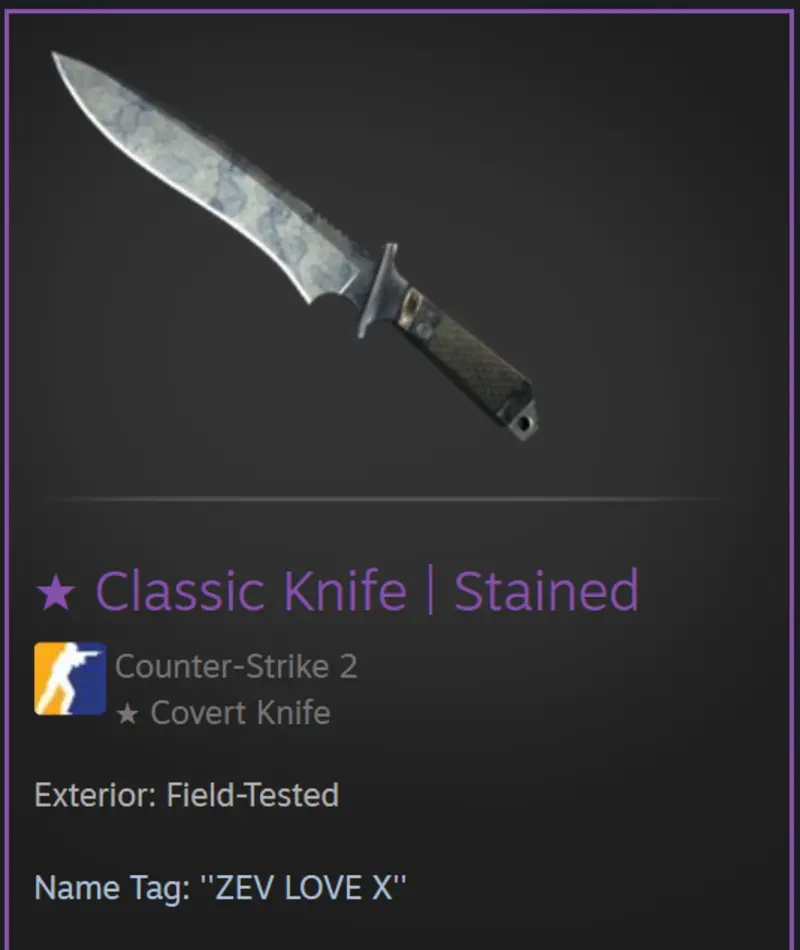 ★ Classic Knife | Stained
Counter-Strike 2
★ Covert Knife
Exterior: Field-Tested
Name Tag: ''ZEV LOVE X''